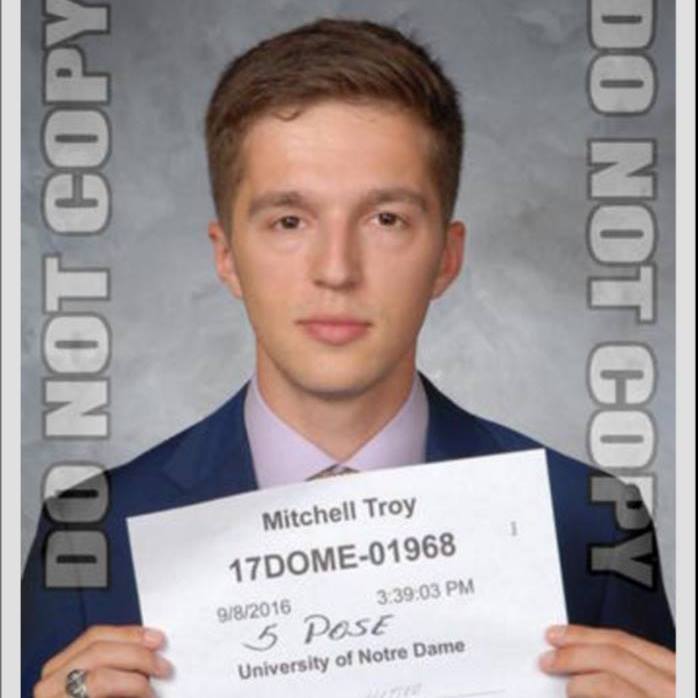 DO NOT COPY
DO NOT COPY
Mitchell Troy
17DOME-01968
9/8/2016 3:39:03 PM
5 POSE
University of Notre Dame